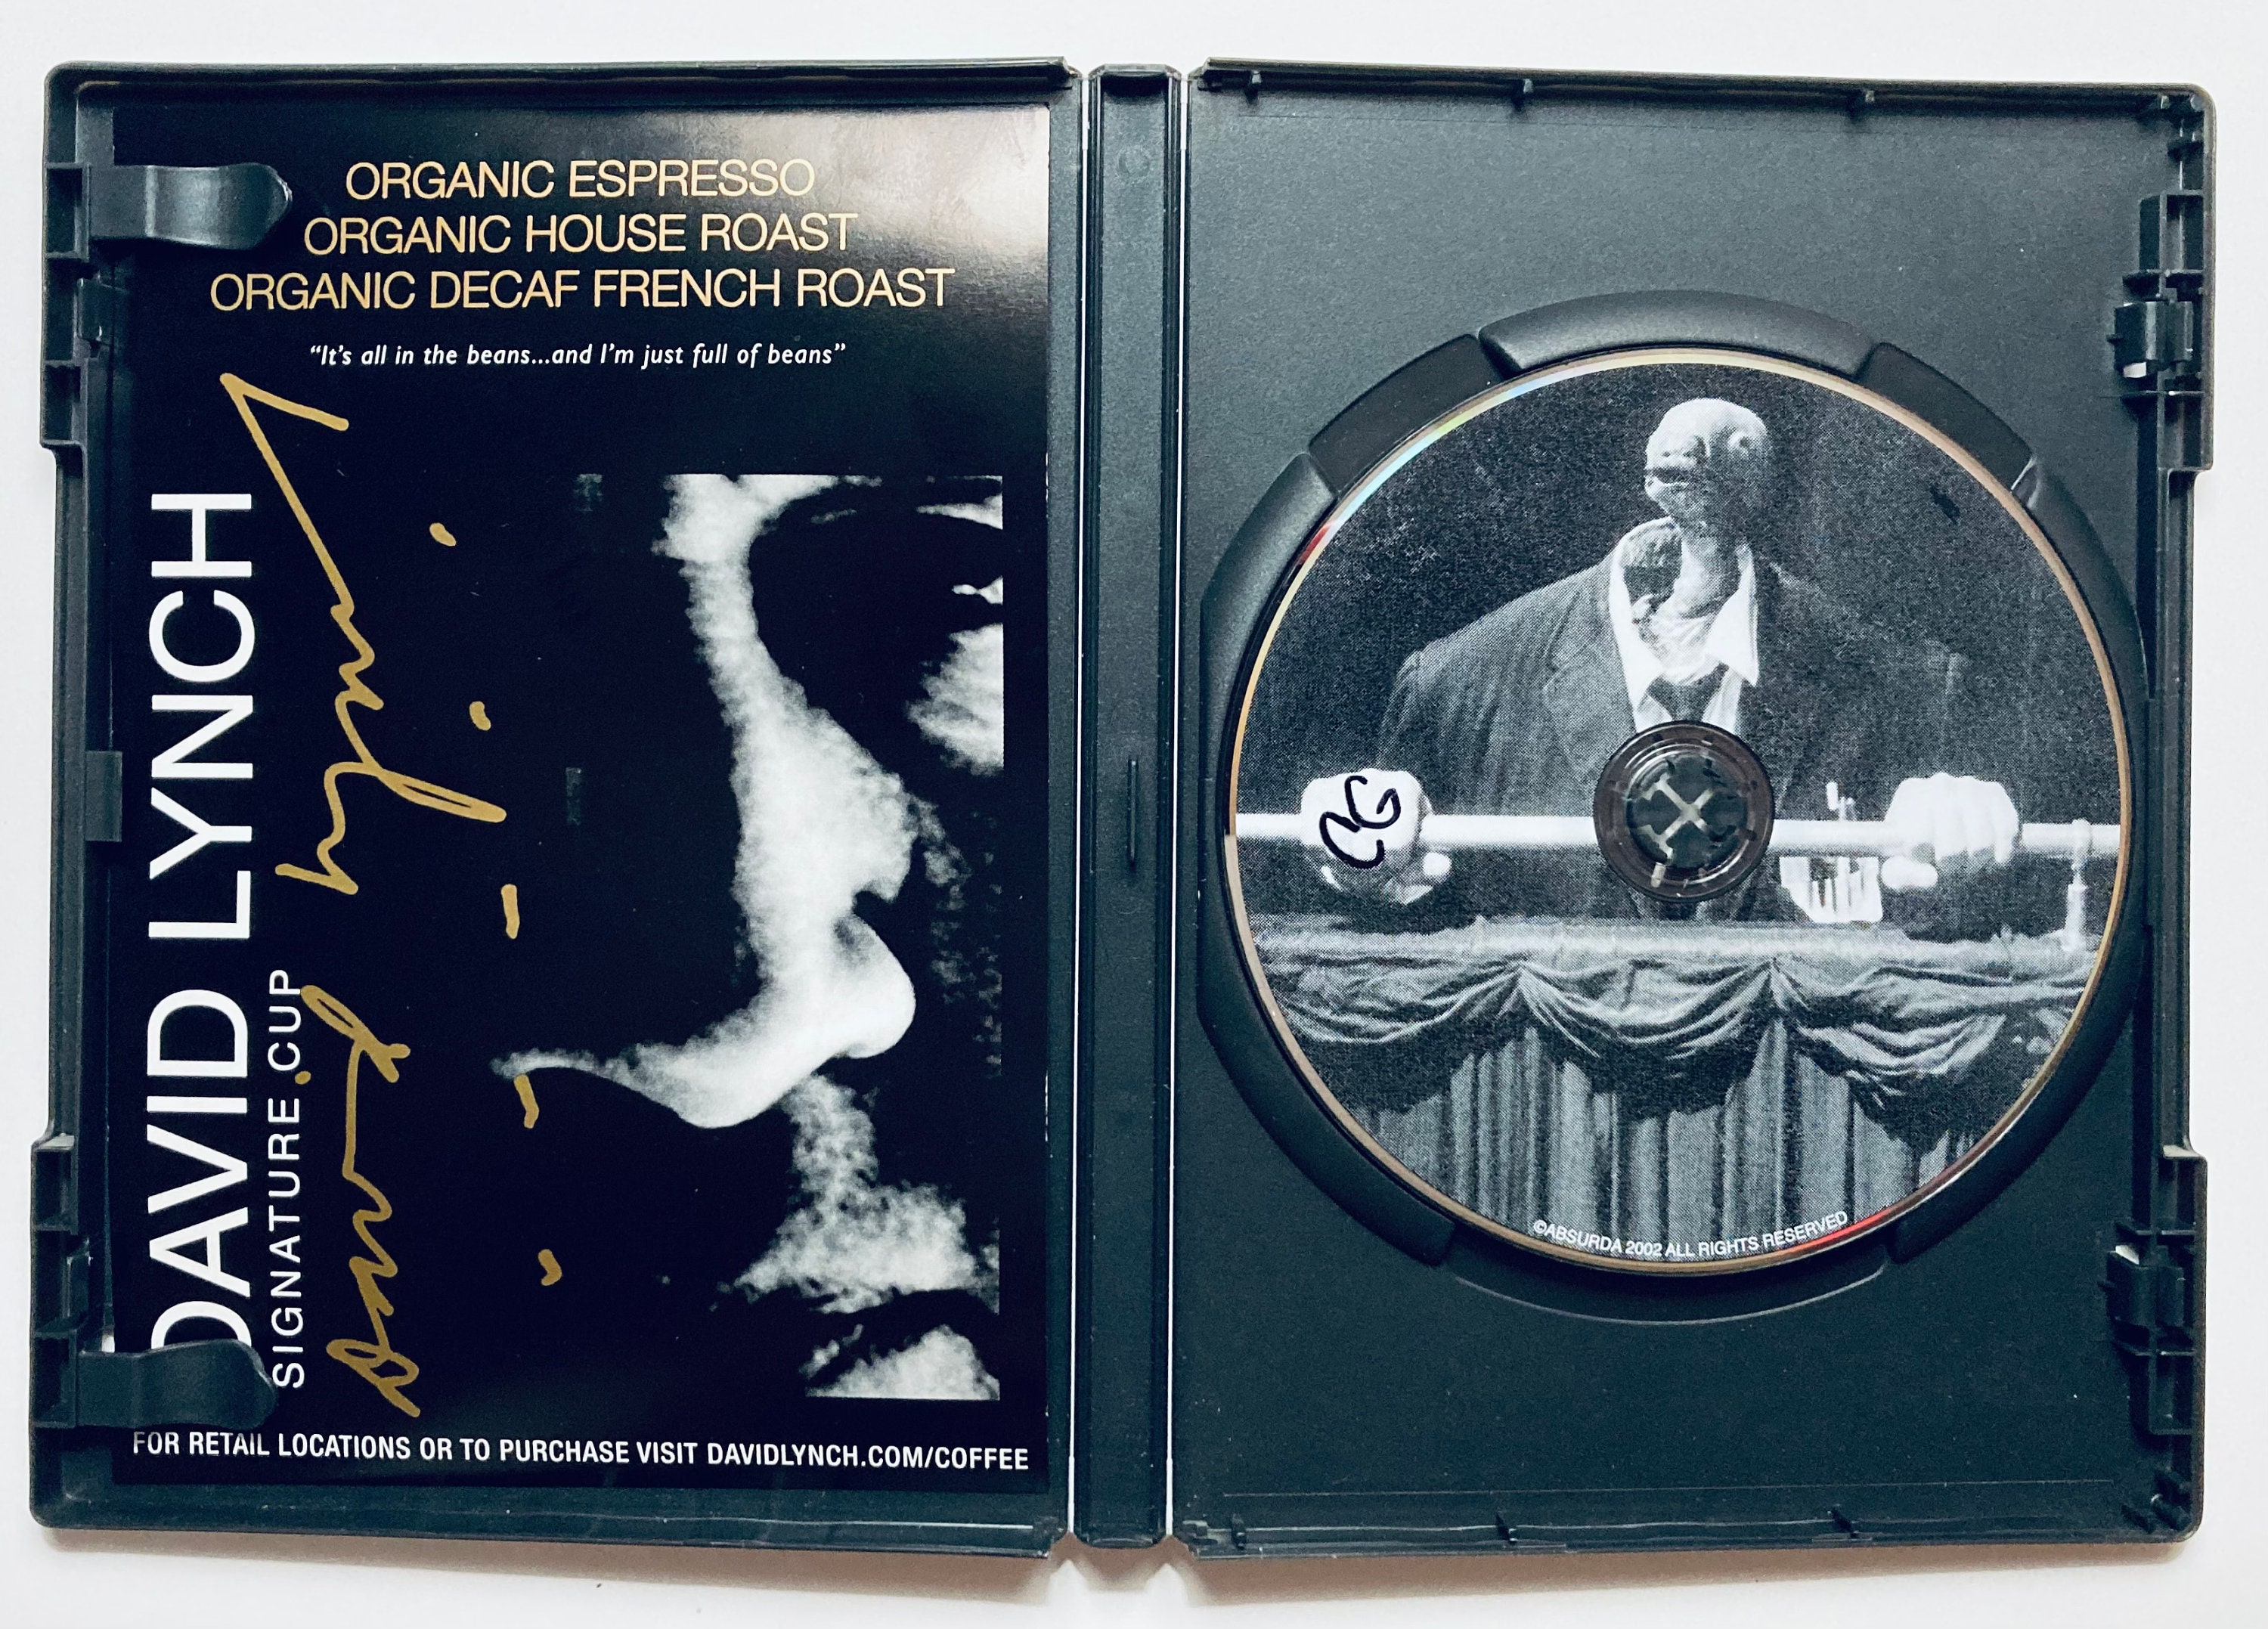 ORGANIC ESPRESSO
ORGANIC HOUSE ROAST
ORGANIC DECAF FRENCH ROAST
"It's all in the beans...and I'm just full of beans"
DAVID LYNCH
SIGNATURE CUP
David Lynch
FOR RETAIL LOCATIONS OR TO PURCHASE VISIT DAVIDLYNCH.COM/COFFEE
©ABSURDA 2002 ALL RIGHTS RESERVED